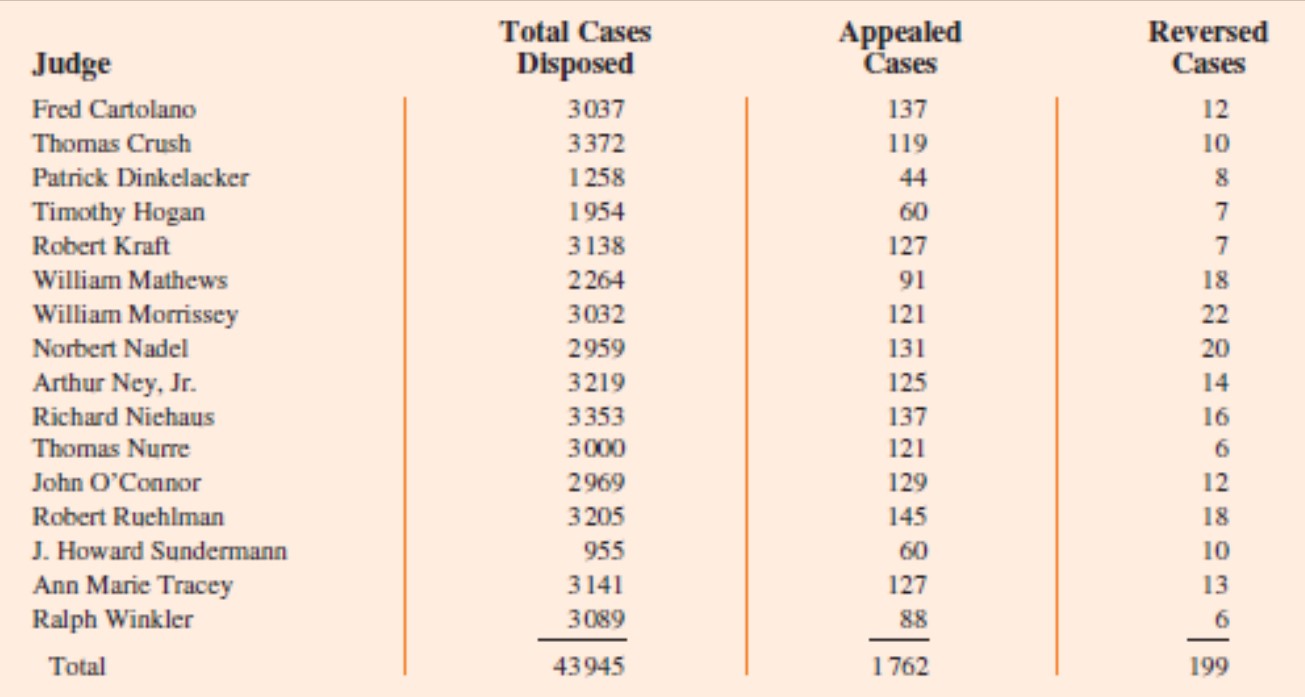 Judge Total Cases Disposed Appealed Cases Reversed Cases
Fred Cartolano 3037 137 12
Thomas Crush 3372 119 10
Patrick Dinkelacker 1258 44 8
Timothy Hogan 1954 60 7
Robert Kraft 3138 127 7
William Mathews 2264 91 18
William Morrissey 3032 121 22
Norbert Nadel 2959 131 20
Arthur Ney, Jr. 3219 125 14
Richard Niehaus 3353 137 16
Thomas Nurre 3000 121 6
John O’Connor 2969 129 12
Robert Ruehlman 3205 145 18
J. Howard Sundermann 955 60 10
Ann Marie Tracey 3141 127 13
Ralph Winkler 3089 88 6
Total 43945 1762 199